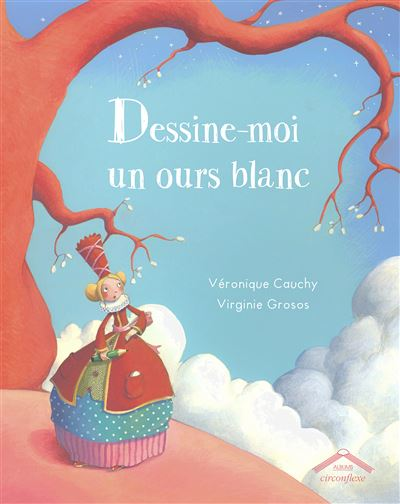 Dessine-moi
un ours blanc
Véronique Cauchy
Virginie Grosos
ALBUMS
circonflexe